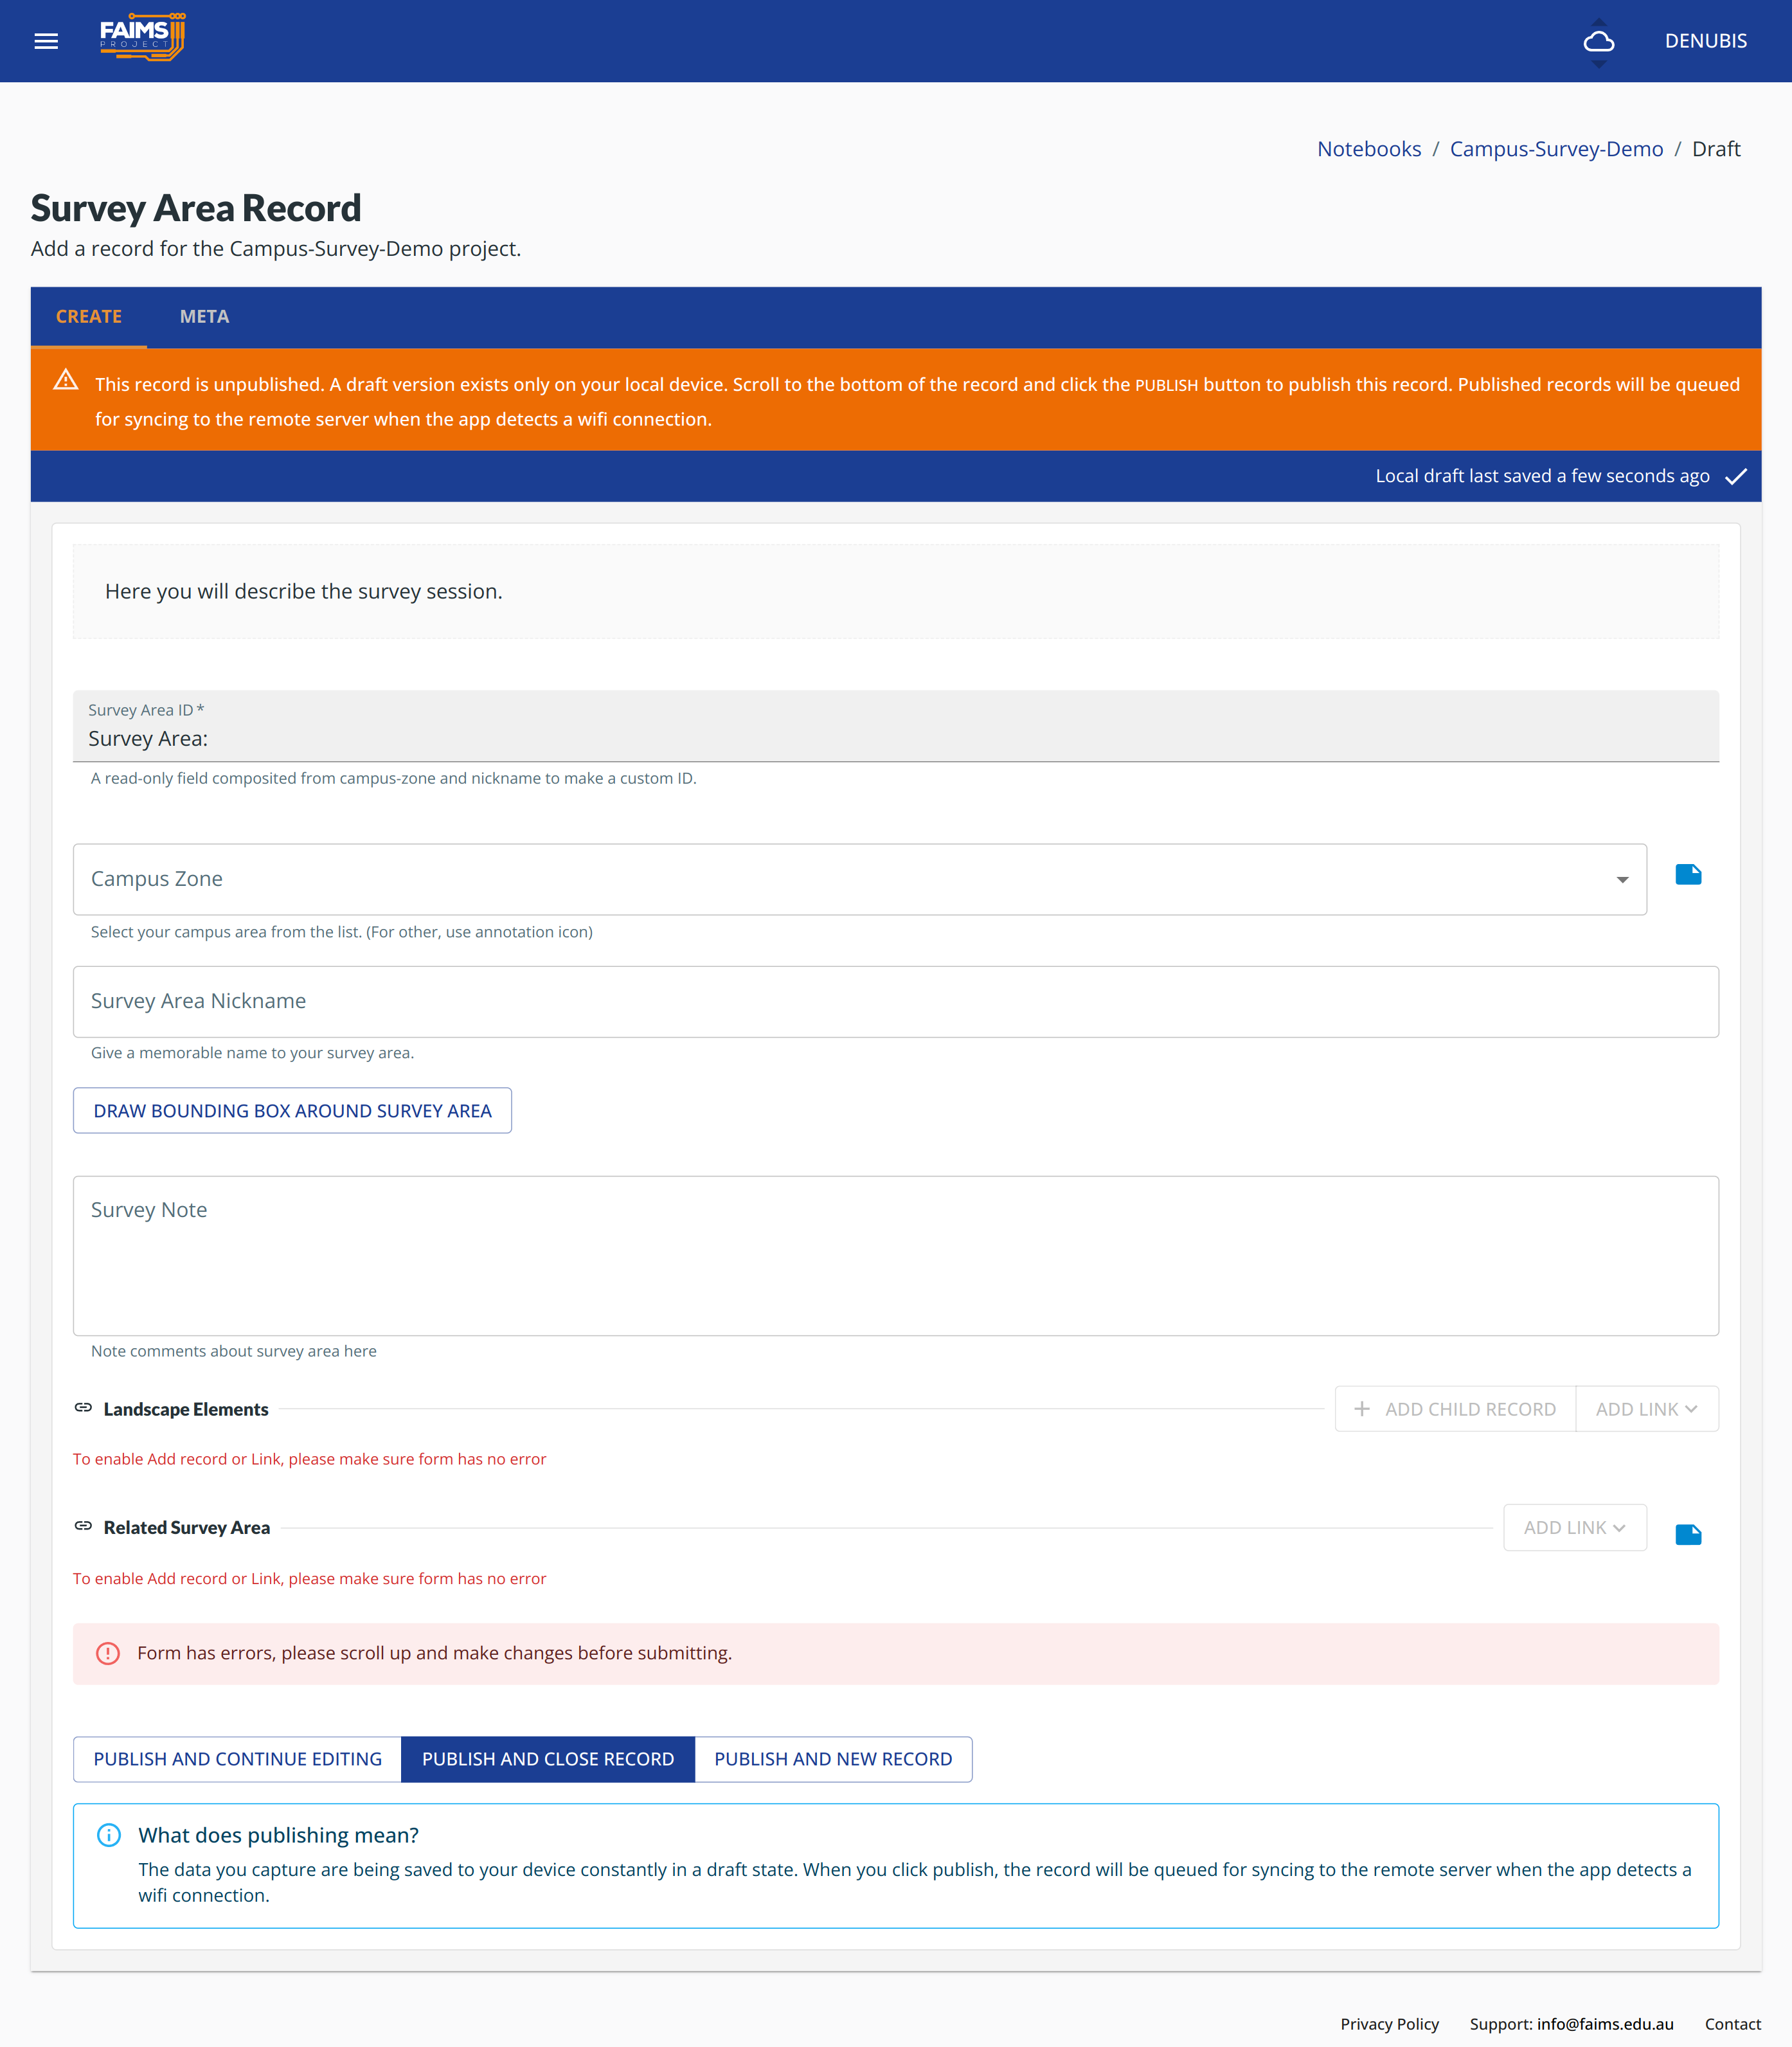 FAIMS
PROJECT
DENUBIS
Notebooks / Campus-Survey-Demo / Draft
Survey Area Record
Add a record for the Campus-Survey-Demo project.
CREATE META
This record is unpublished. A draft version exists only on your local device. Scroll to the bottom of the record and click the PUBLISH button to publish this record. Published records will be queued
for syncing to the remote server when the app detects a wifi connection.
Local draft last saved a few seconds ago
Here you will describe the survey session.
Survey Area ID *
Survey Area:
A read-only field composited from campus-zone and nickname to make a custom ID.
Campus Zone
Select your campus area from the list. (For other, use annotation icon)
Survey Area Nickname
Give a memorable name to your survey area.
DRAW BOUNDING BOX AROUND SURVEY AREA
Survey Note
Note comments about survey area here
Landscape Elements + ADD CHILD RECORD ADD LINK
To enable Add record or Link, please make sure form has no error
Related Survey Area ADD LINK
To enable Add record or Link, please make sure form has no error
Form has errors, please scroll up and make changes before submitting.
PUBLISH AND CONTINUE EDITING PUBLISH AND CLOSE RECORD PUBLISH AND NEW RECORD
What does publishing mean?
The data you capture are being saved to your device constantly in a draft state. When you click publish, the record will be queued for syncing to the remote server when the app detects a
wifi connection.
Privacy Policy Support: info@faims.edu.au Contact